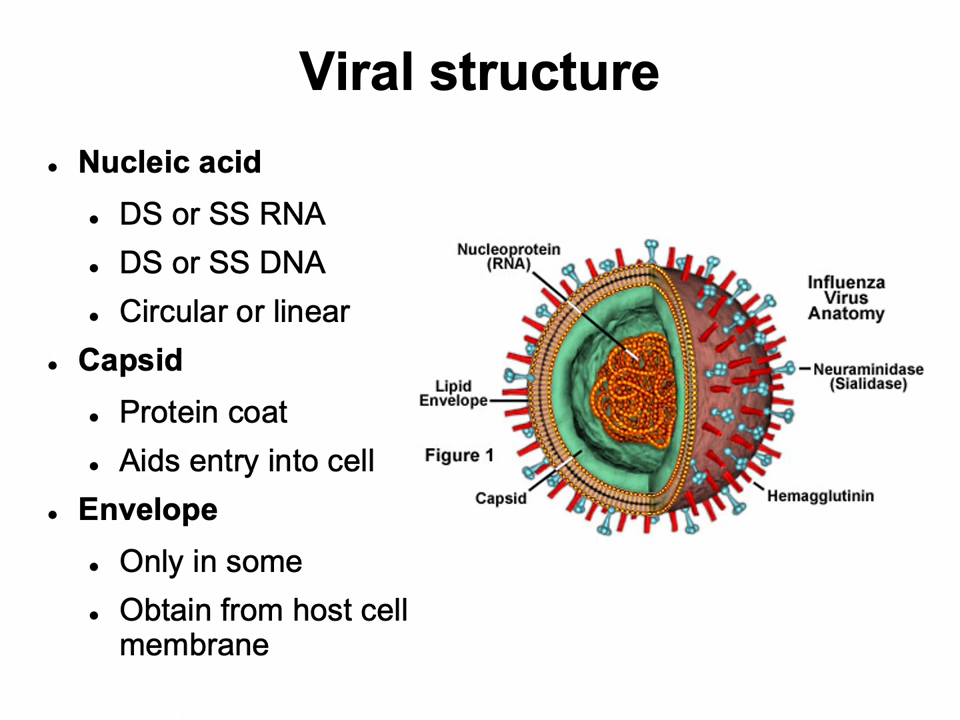 Viral structure
Nucleic acid
DS or SS RNA
DS or SS DNA
Circular or linear
Capsid
Protein coat
Aids entry into cell
Envelope
Only in some
Obtain from host cell
membrane
Nucleoprotein
(RNA)
Influenza
Virus
Anatomy
Neuraminidase
(Sialidase)
Lipid
Envelope
Figure 1
Capsid
Hemagglutinin